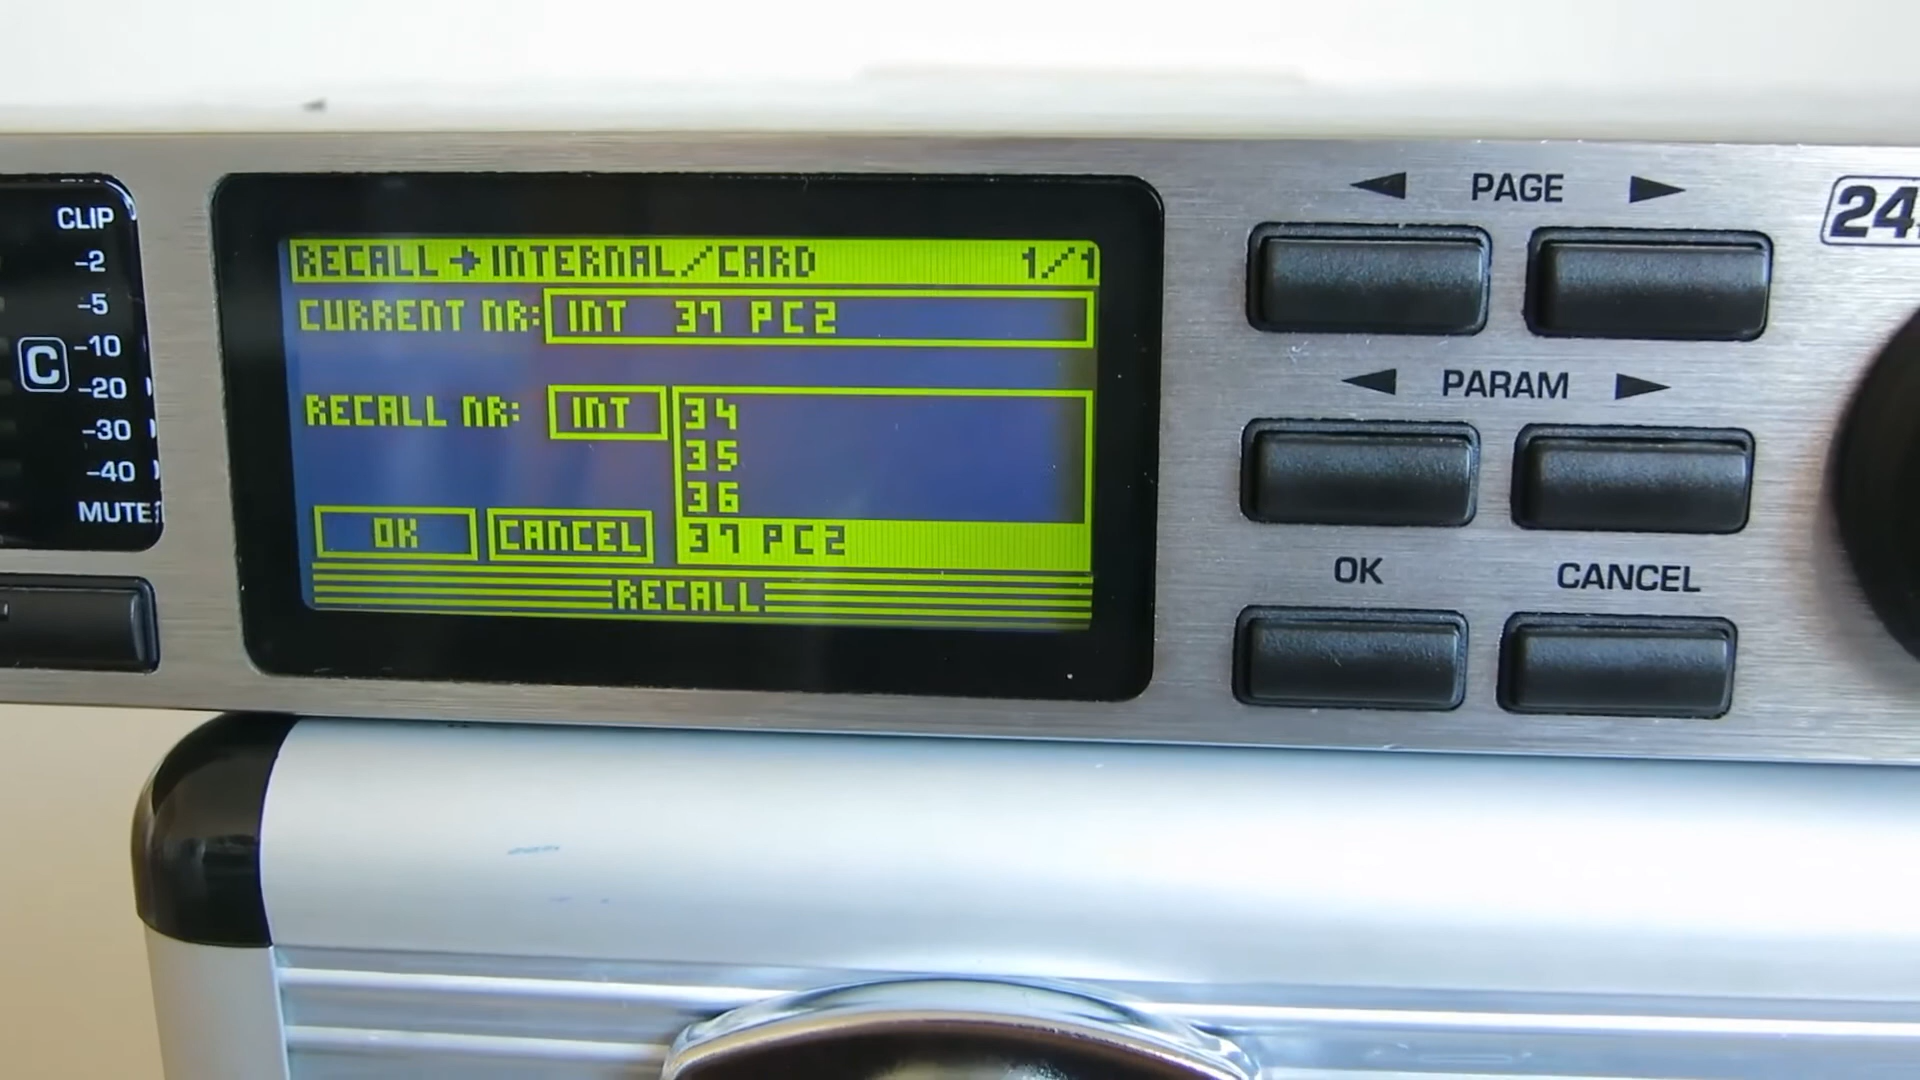 CLIP
-2
-5
C -10
-20
-30
-40
MUTE
RECALL→INTERNAL/CARD 1/1
CURRENT NR: INT 37 PC2
RECALL NR: INT 34
35
36
37 PC2
OK CANCEL
RECALL
◄ PAGE ►
◄ PARAM ►
OK CANCEL
24